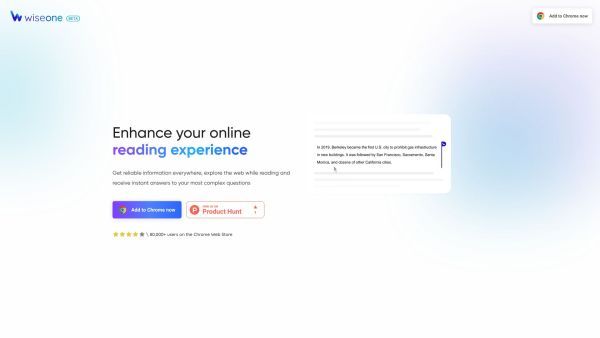 wiseone BETA
Add to Chrome now
Enhance your online
reading experience
Get reliable information everywhere, explore the web while reading and
receive instant answers to your most complex questions
Add to Chrome now
FIND US ON
Product Hunt
1
\ 80,000+ users on the Chrome Web Store
In 2019, Berkeley became the first U.S. city to prohibit gas infrastructure
in new buildings. It was followed by San Francisco, Sacramento, Santa
Monica, and dozens of other California cities.